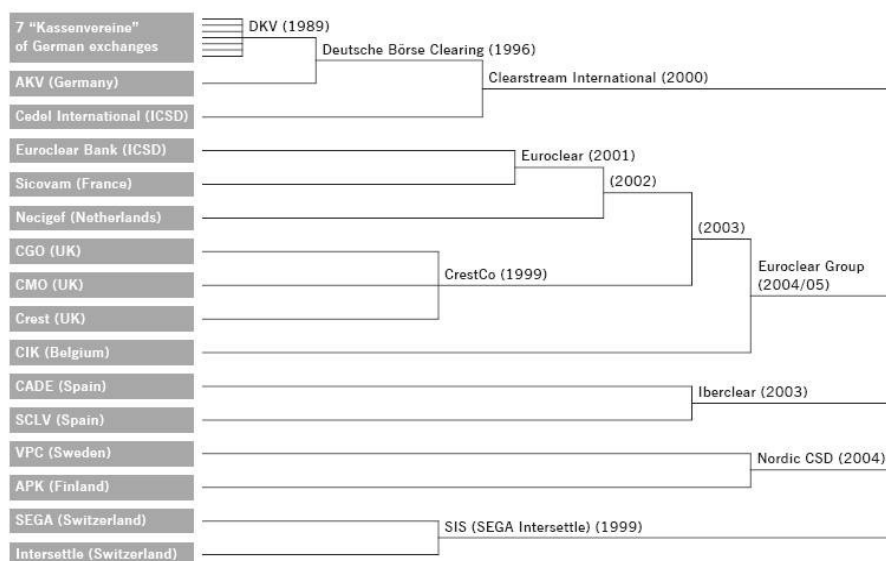 7 “Kassenvereine”
of German exchanges
DKV (1989)
Deutsche Börse Clearing (1996)
AKV (Germany)
Clearstream International (2000)
Cedel International (ICSD)
Euroclear Bank (ICSD)
Euroclear (2001)
Sicovam (France)
(2002)
Necigef (Netherlands)
(2003)
CGO (UK)
CrestCo (1999)
Euroclear Group
(2004/05)
CMO (UK)
Crest (UK)
CIK (Belgium)
CADE (Spain)
Iberclear (2003)
SCLV (Spain)
VPC (Sweden)
Nordic CSD (2004)
APK (Finland)
SEGA (Switzerland)
SIS (SEGA Intersettle) (1999)
Intersettle (Switzerland)